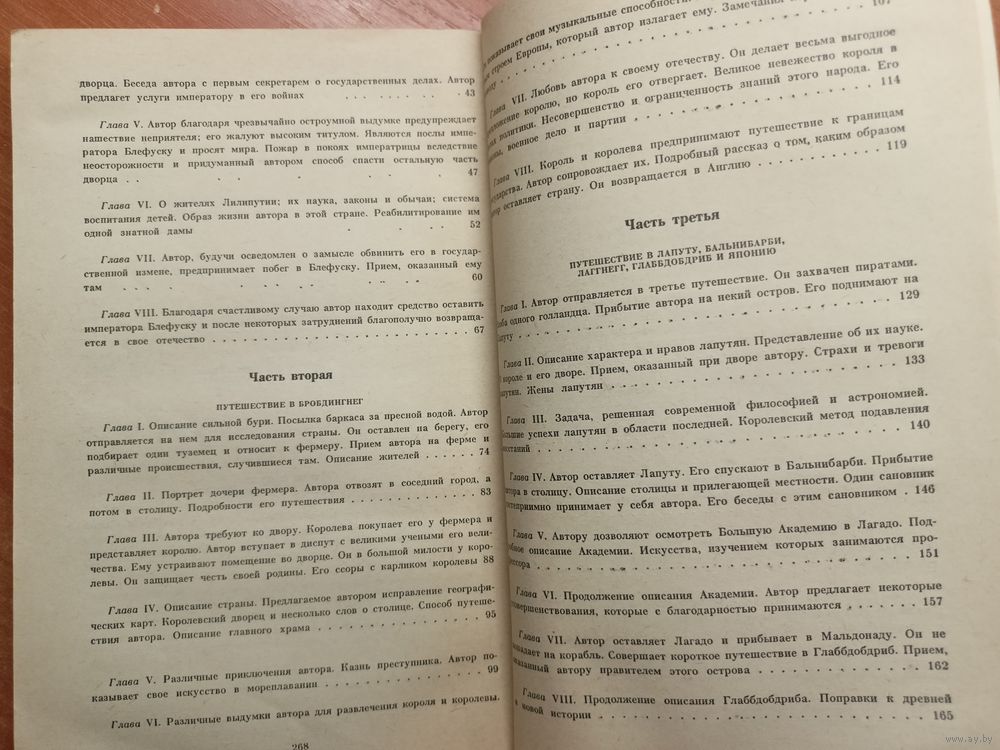 дворца. Беседа автора с первым секретарем о государственных делах. Автор
предлагает услуги императору в его войнах . . . . . . . . 43
Глава V. Автор благодаря чрезвычайно остроумной выдумке предупреждает
нашествие неприятеля; его жалуют высоким титулом. Являются послы импе-
ратора Блефуску и просят мира. Пожар в покоях императрицы вследствие
неосторожности и придуманный автором способ спасти остальную часть
дворца . . . . . . 47
Глава VI. О жителях Лилипутии; их наука, законы и обычаи; система
воспитания детей. Образ жизни автора в этой стране. Реабилитирование им
одной знатной дамы . . . . 52
Глава VII. Автор, будучи осведомлен о замысле обвинить его в государ-
ственной измене, предпринимает побег в Блефуску. Прием, оказанный ему
там . . . . . . 60
Глава VIII. Благодаря счастливому случаю автор находит средство оставить
императора Блефуску и после некоторых затруднений благополучно возвраща-
ется в свое отечество . . . . . . . . . . . . . . . . . . 67
Часть вторая
ПУТЕШЕСТВИЕ В БРОБДИНГНЕГ
Глава I. Описание сильной бури. Посылка баркаса за пресной водой. Автор
отправляется на нем для исследования страны. Он оставлен на берегу, его
подбирает один туземец и относит к фермеру. Прием автора на ферме и
различные происшествия, случившиеся там. Описание жителей . . . . . . 74
Глава II. Портрет дочери фермера. Автора отвозят в соседний город, а
потом в столицу. Подробности его путешествия . . . . . . . . . . 83
Глава III. Автора требуют ко двору. Королева покупает его у фермера и
представляет королю. Автор вступает в диспут с великими учеными его вели-
чества. Ему устраивают помещение во дворце. Он в большой милости у коро-
левы. Он защищает честь своей родины. Его ссоры с карликом королевы 88
Глава IV. Описание страны. Предлагаемое автором исправление географи-
ческих карт. Королевский дворец и несколько слов о столице. Способ путеше-
ствия автора. Описание главного храма . . . . . . . . . . . 95
Глава V. Различные приключения автора. Казнь преступника. Автор по-
казывает свое искусство в мореплавании . . . . . . . . . . . 99
Глава VI. Различные выдумки автора для развлечения короля и королевы.
268
показывает свои музыкальные способности.
строем Европы, который автор излагает ему. Замечания
. . . . . . . . . . 107
Глава VII. Любовь автора к своему отечеству. Он делает весьма выгодное
королю, но король его отвергает. Великое невежество короля в
политики. Несовершенство и ограниченность знаний этого народа. Его
военное дело и партии . . . . . . . . . . . 114
Глава VIII. Король и королева предпринимают путешествие к границам
Автор сопровождает их. Подробный рассказ о том, каким образом
оставляет страну. Он возвращается в Англию . . . . . . . 119
Часть третья
ПУТЕШЕСТВИЕ В ЛАПУТУ, БАЛЬНИБАРБИ,
ЛАГГНЕГГ, ГЛАББДОБДРИБ И ЯПОНИЮ
Глава I. Автор отправляется в третье путешествие. Он захвачен пиратами.
одного голландца. Прибытие автора на некий остров. Его поднимают на
Лапуту . . . . . . . . . . . . . . 129
Глава II. Описание характера и нравов лапутян. Представление об их науке.
короле и его дворе. Прием, оказанный при дворе автору. Страхи и тревоги
лапутян. Жены лапутян . . . . . . . . . . . . . 133
Глава III. Задача, решенная современной философией и астрономией.
Большие успехи лапутян в области последней. Королевский метод подавления
восстаний . . . . . . . . . . . . . . 140
Глава IV. Автор оставляет Лапуту. Его спускают в Бальнибарби. Прибытие
автора в столицу. Описание столицы и прилегающей местности. Один сановник
гостеприимно принимает у себя автора. Его беседы с этим сановником . 146
Глава V. Автору дозволяют осмотреть Большую Академию в Лагадо. Под-
робное описание Академии. Искусства, изучением которых занимаются про-
фессора . . . . . . . . . . . . . . 151
Глава VI. Продолжение описания Академии. Автор предлагает некоторые
усовершенствования, которые с благодарностью принимаются . . . . . 157
Глава VII. Автор оставляет Лагадо и прибывает в Мальдонаду. Он не
попадает на корабль. Совершает короткое путешествие в Глаббдобдриб. Прием,
оказанный автору правителем этого острова . . . . . . . . 162
Глава VIII. Продолжение описания Глаббдобдриба. Поправки к древней
и новой истории . . . . . . . . . . . . . . 165
www.ay.by